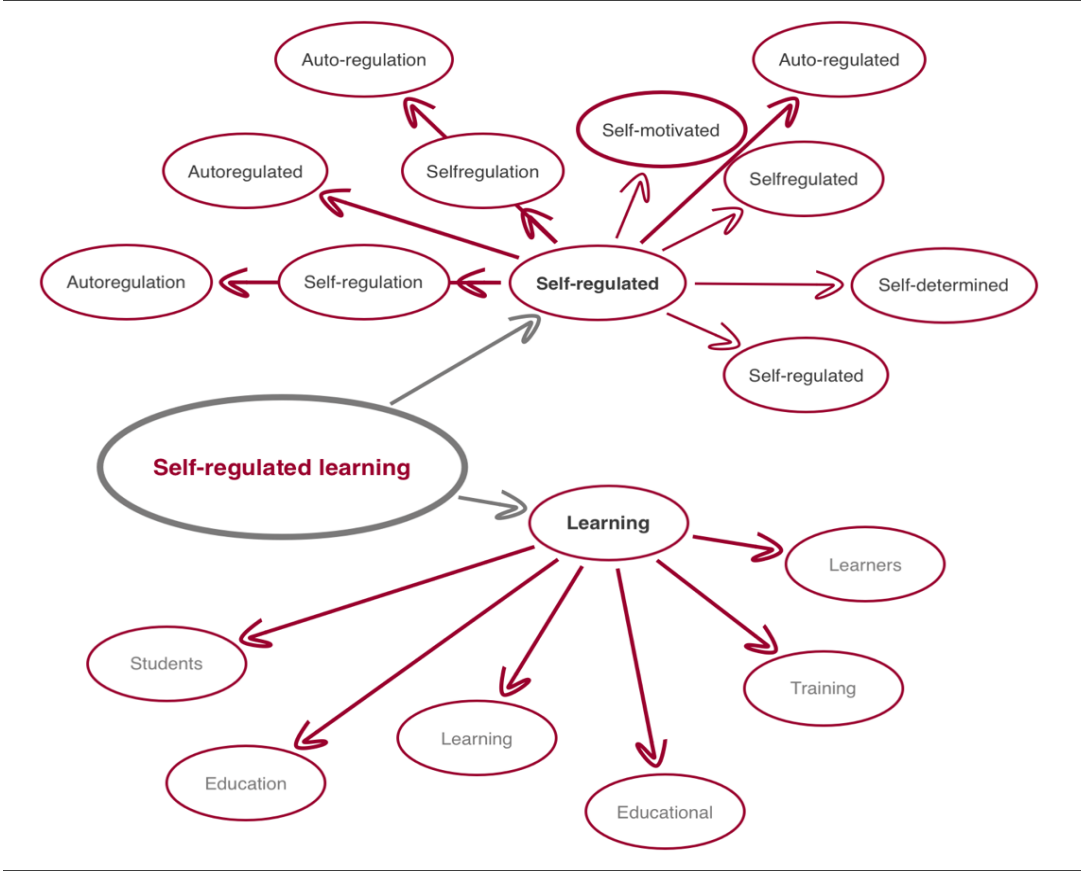 Auto-regulation
Auto-regulated
Self-motivated
Autoregulated
Selfregulation
Selfregulated
Autoregulation
Self-regulation
Self-regulated
Self-determined
Self-regulated
Self-regulated learning
Learning
Learners
Students
Training
Learning
Education
Educational